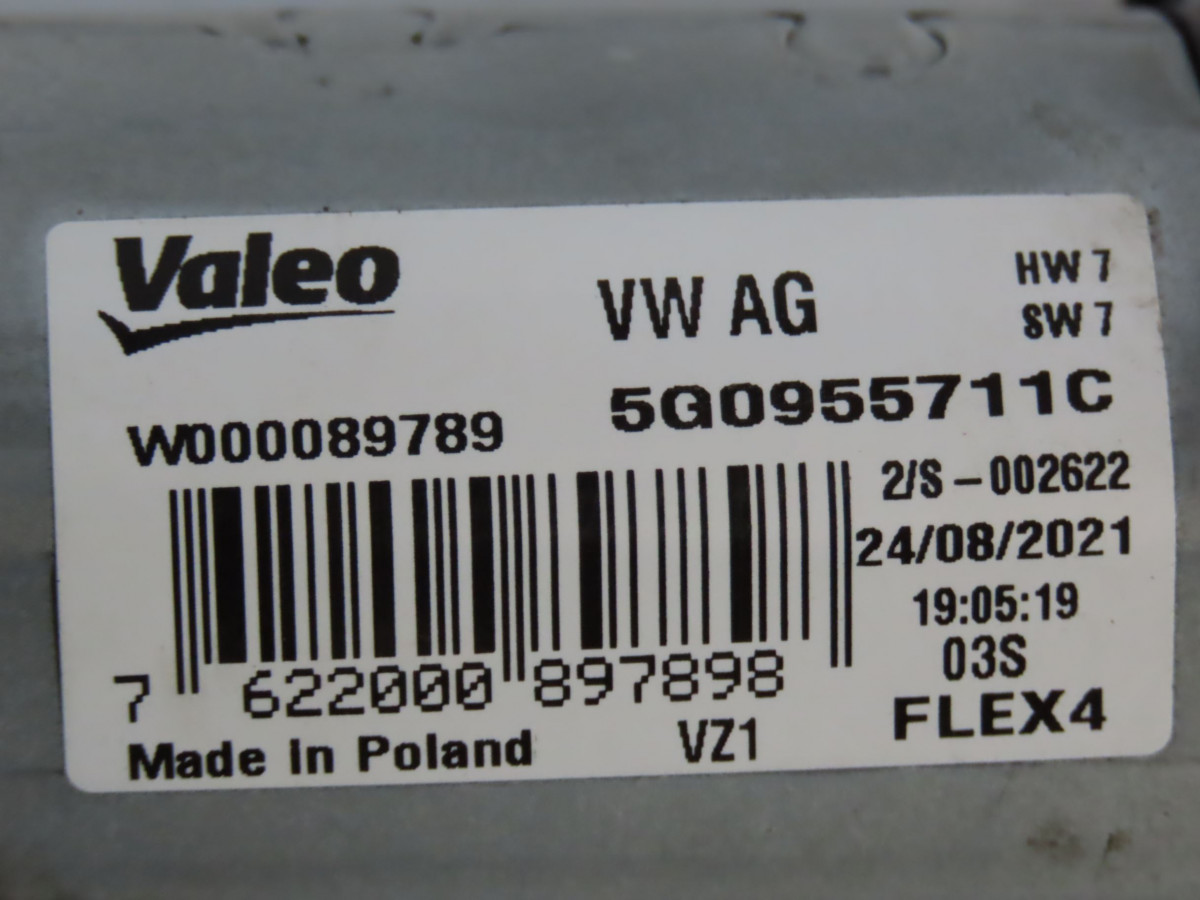 Valeo
VW AG
HW 7
SW 7
W000089789
5G0955711C
2/S-002622
24/08/2021
19:05:19
03S
7 622000 897898
FLEX4
Made in Poland
VZ1